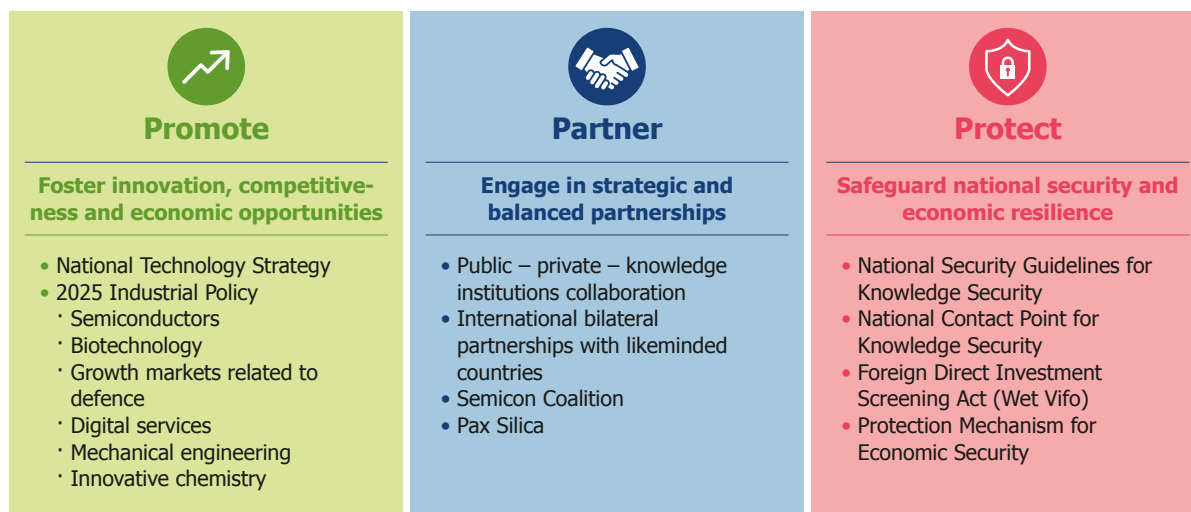 Promote
Foster innovation, competitive-
ness and economic opportunities
• National Technology Strategy
• 2025 Industrial Policy
· Semiconductors
· Biotechnology
· Growth markets related to
defence
· Digital services
· Mechanical engineering
· Innovative chemistry
Partner
Engage in strategic and
balanced partnerships
• Public – private – knowledge
institutions collaboration
• International bilateral
partnerships with likeminded
countries
• Semicon Coalition
• Pax Silica
Protect
Safeguard national security and
economic resilience
• National Security Guidelines for
Knowledge Security
• National Contact Point for
Knowledge Security
• Foreign Direct Investment
Screening Act (Wet Vifo)
• Protection Mechanism for
Economic Security